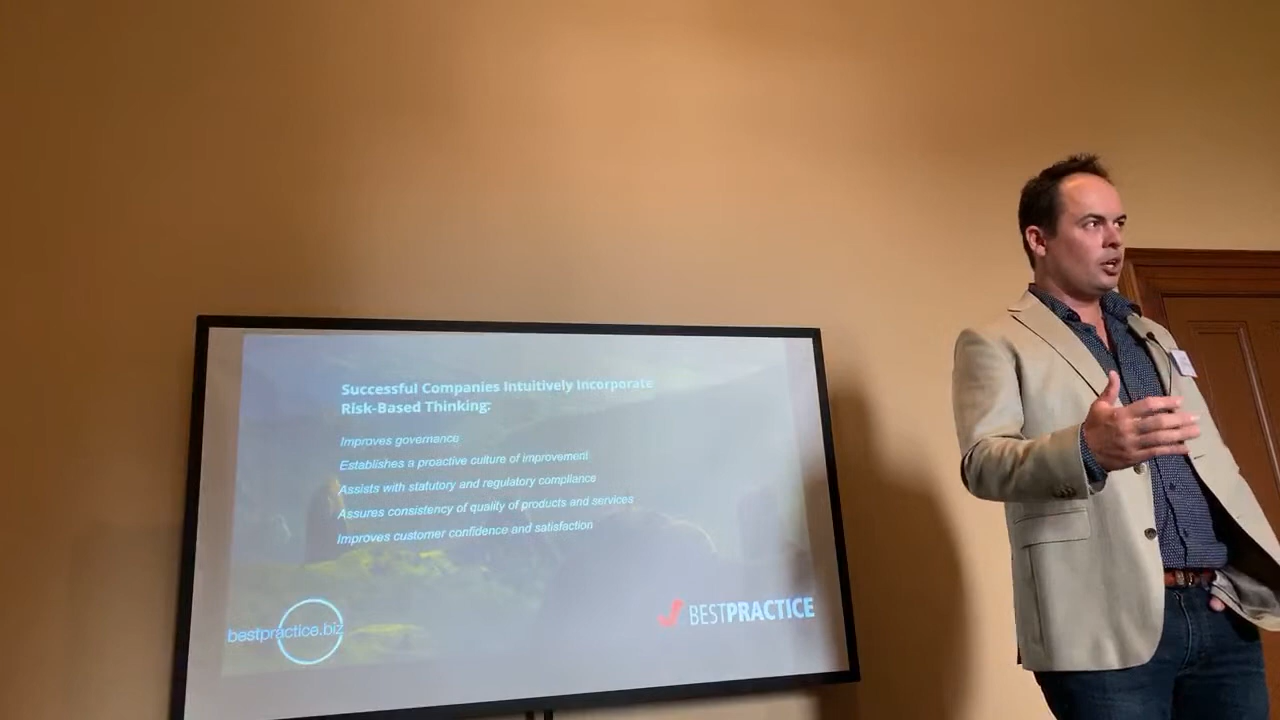 Successful Companies Intuitively Incorporate
Risk-Based Thinking:
Improves governance
Establishes a proactive culture of improvement
Assists with statutory and regulatory compliance
Assures consistency of quality of products and services
Improves customer confidence and satisfaction
bestpractice.biz
BESTPRACTICE